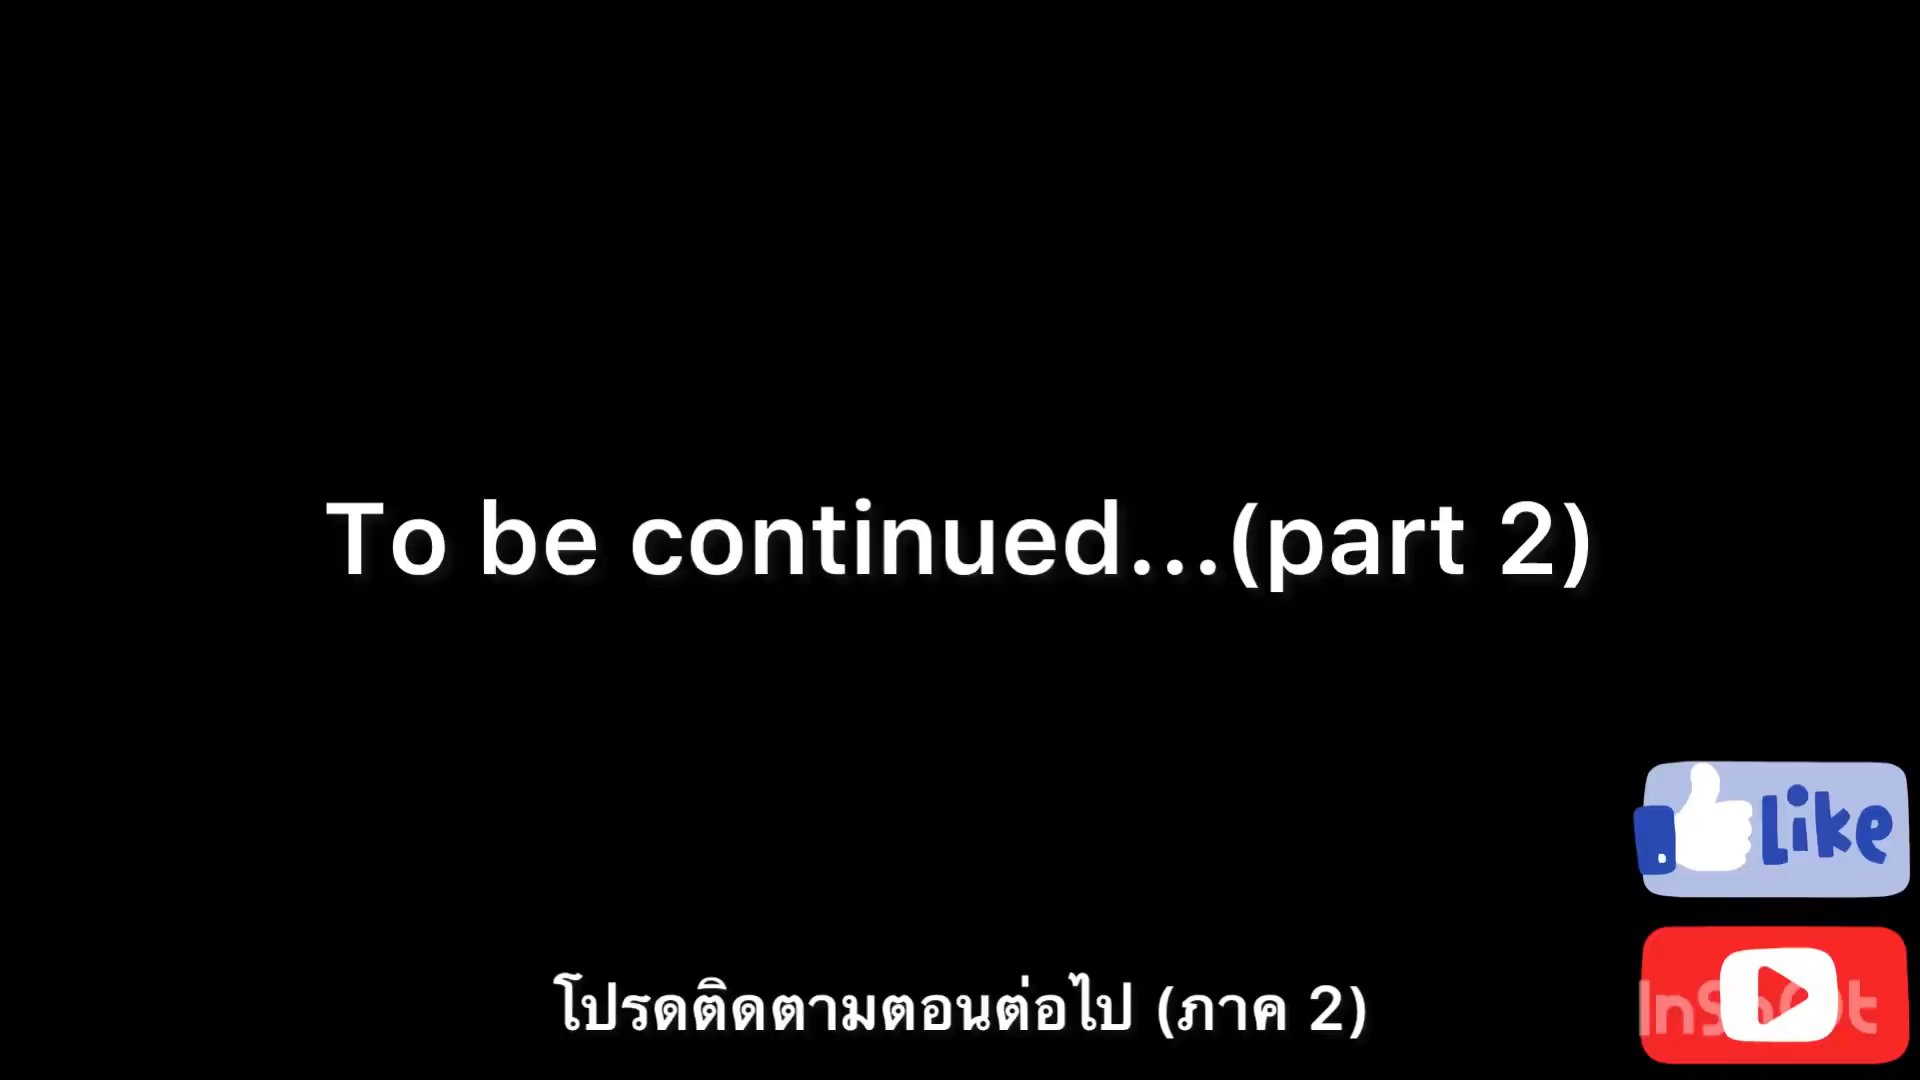 To be continued...(part 2)
Like
โปรดติดตามตอนต่อไป (ภาค 2)
InShOt